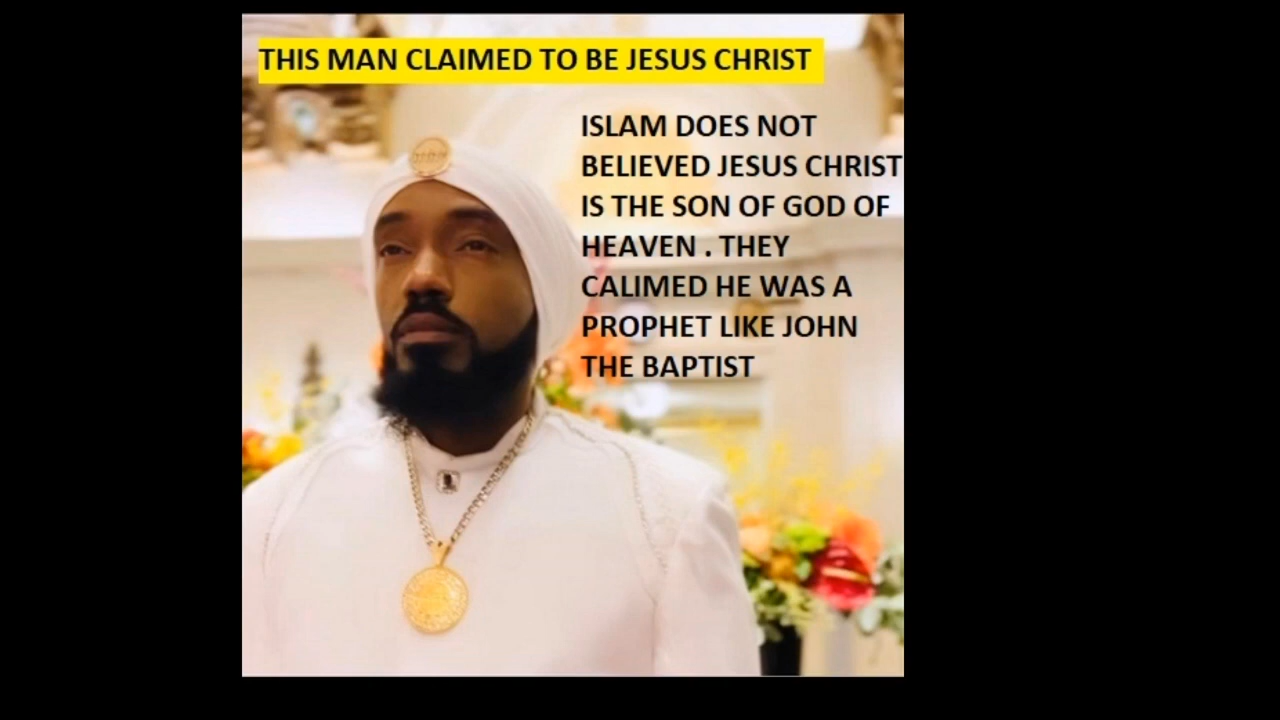 THIS MAN CLAIMED TO BE JESUS CHRIST
ISLAM DOES NOT
BELIEVED JESUS CHRIST
IS THE SON OF GOD OF
HEAVEN . THEY
CALIMED HE WAS A
PROPHET LIKE JOHN
THE BAPTIST